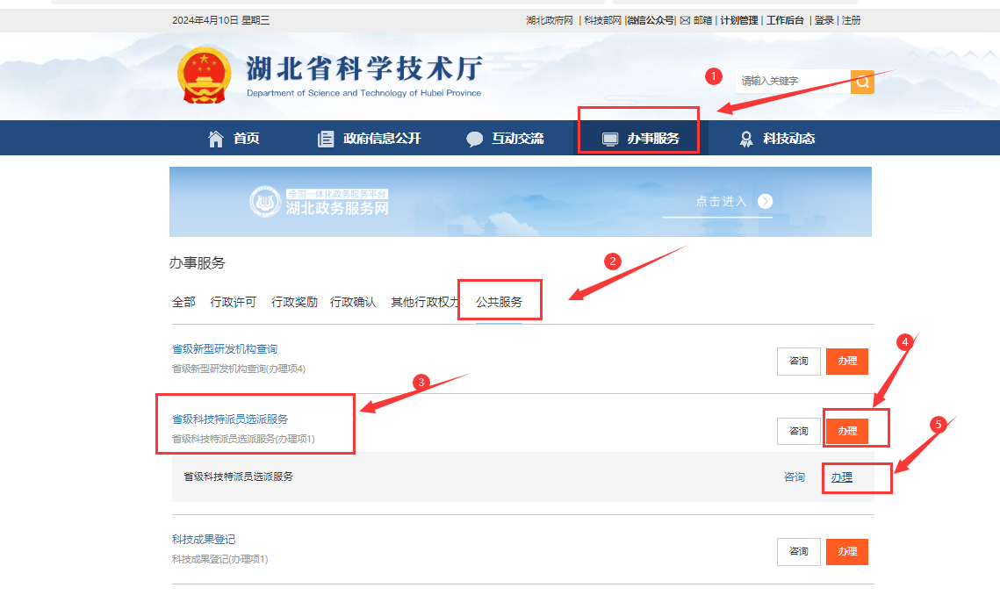 2024年4月10日 星期三
湖北政府网 | 科技部网 |微信公众号| 邮箱 | 计划管理 | 工作后台 | 登录 | 注册
湖北省科学技术厅
Department of Science and Technology of Hubei Province
1
请输入关键字
首页 政府信息公开 互动交流 办事服务 科技动态
全国一体化政务服务平台
湖北政务服务网
点击进入
办事服务
2
全部 行政许可 行政奖励 行政确认 其他行政权力 公共服务
省级新型研发机构查询
省级新型研发机构查询(办理项4)
咨询 办理
4
3
省级科技特派员选派服务
省级科技特派员选派服务(办理项1)
咨询 办理
5
省级科技特派员选派服务 咨询 办理
科技成果登记
科技成果登记(办理项1)
咨询 办理